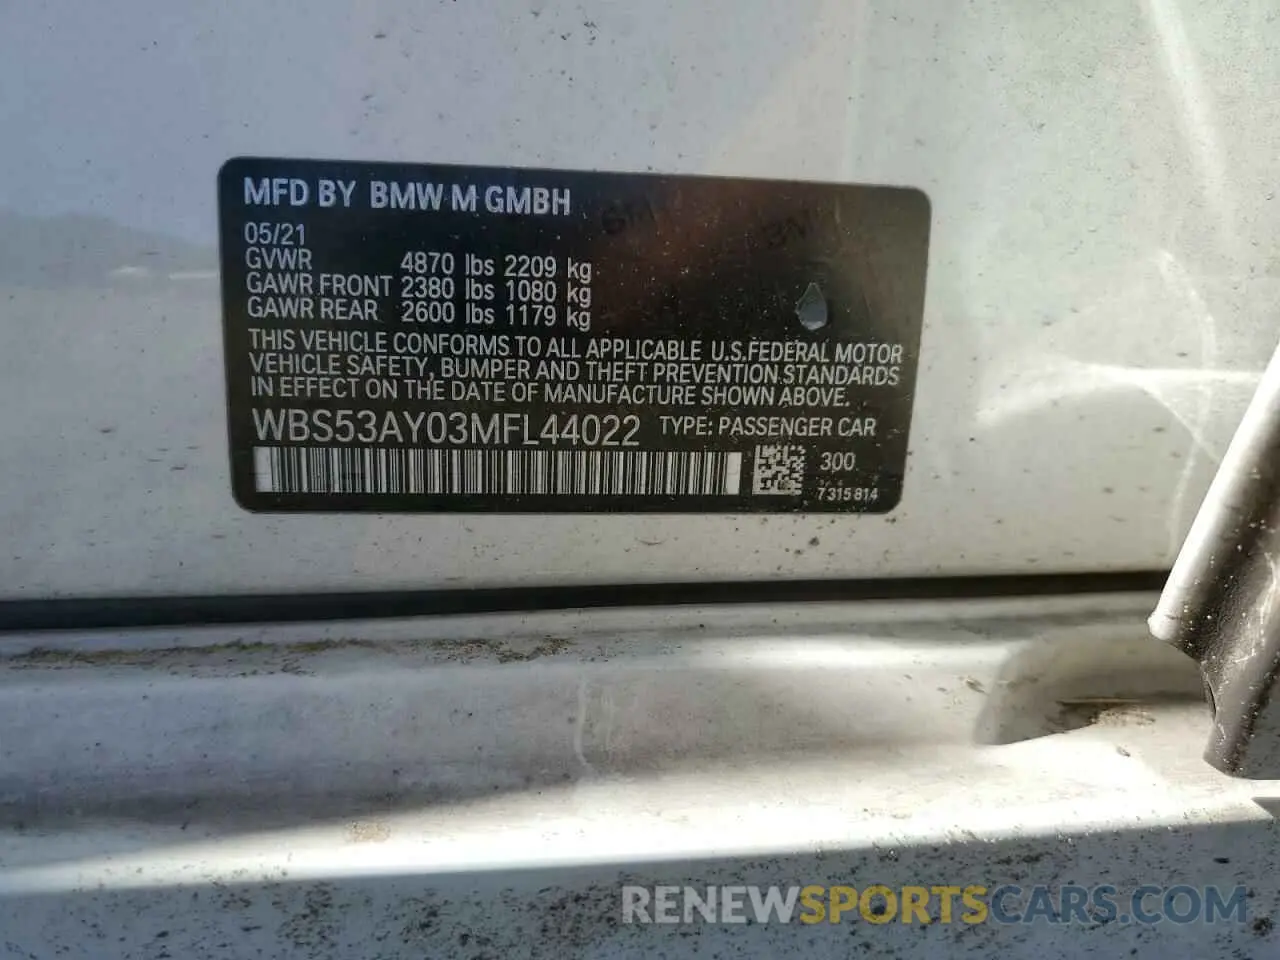 MFD BY BMW M GMBH
05/21
GVWR 4870 lbs 2209 kg
GAWR FRONT 2380 lbs 1080 kg
GAWR REAR 2600 lbs 1179 kg
THIS VEHICLE CONFORMS TO ALL APPLICABLE U.S.FEDERAL MOTOR
VEHICLE SAFETY, BUMPER AND THEFT PREVENTION STANDARDS
IN EFFECT ON THE DATE OF MANUFACTURE SHOWN ABOVE.
WBS53AY03MFL44022 TYPE: PASSENGER CAR
300
7315814
RENEWSPORTSCARS.COM